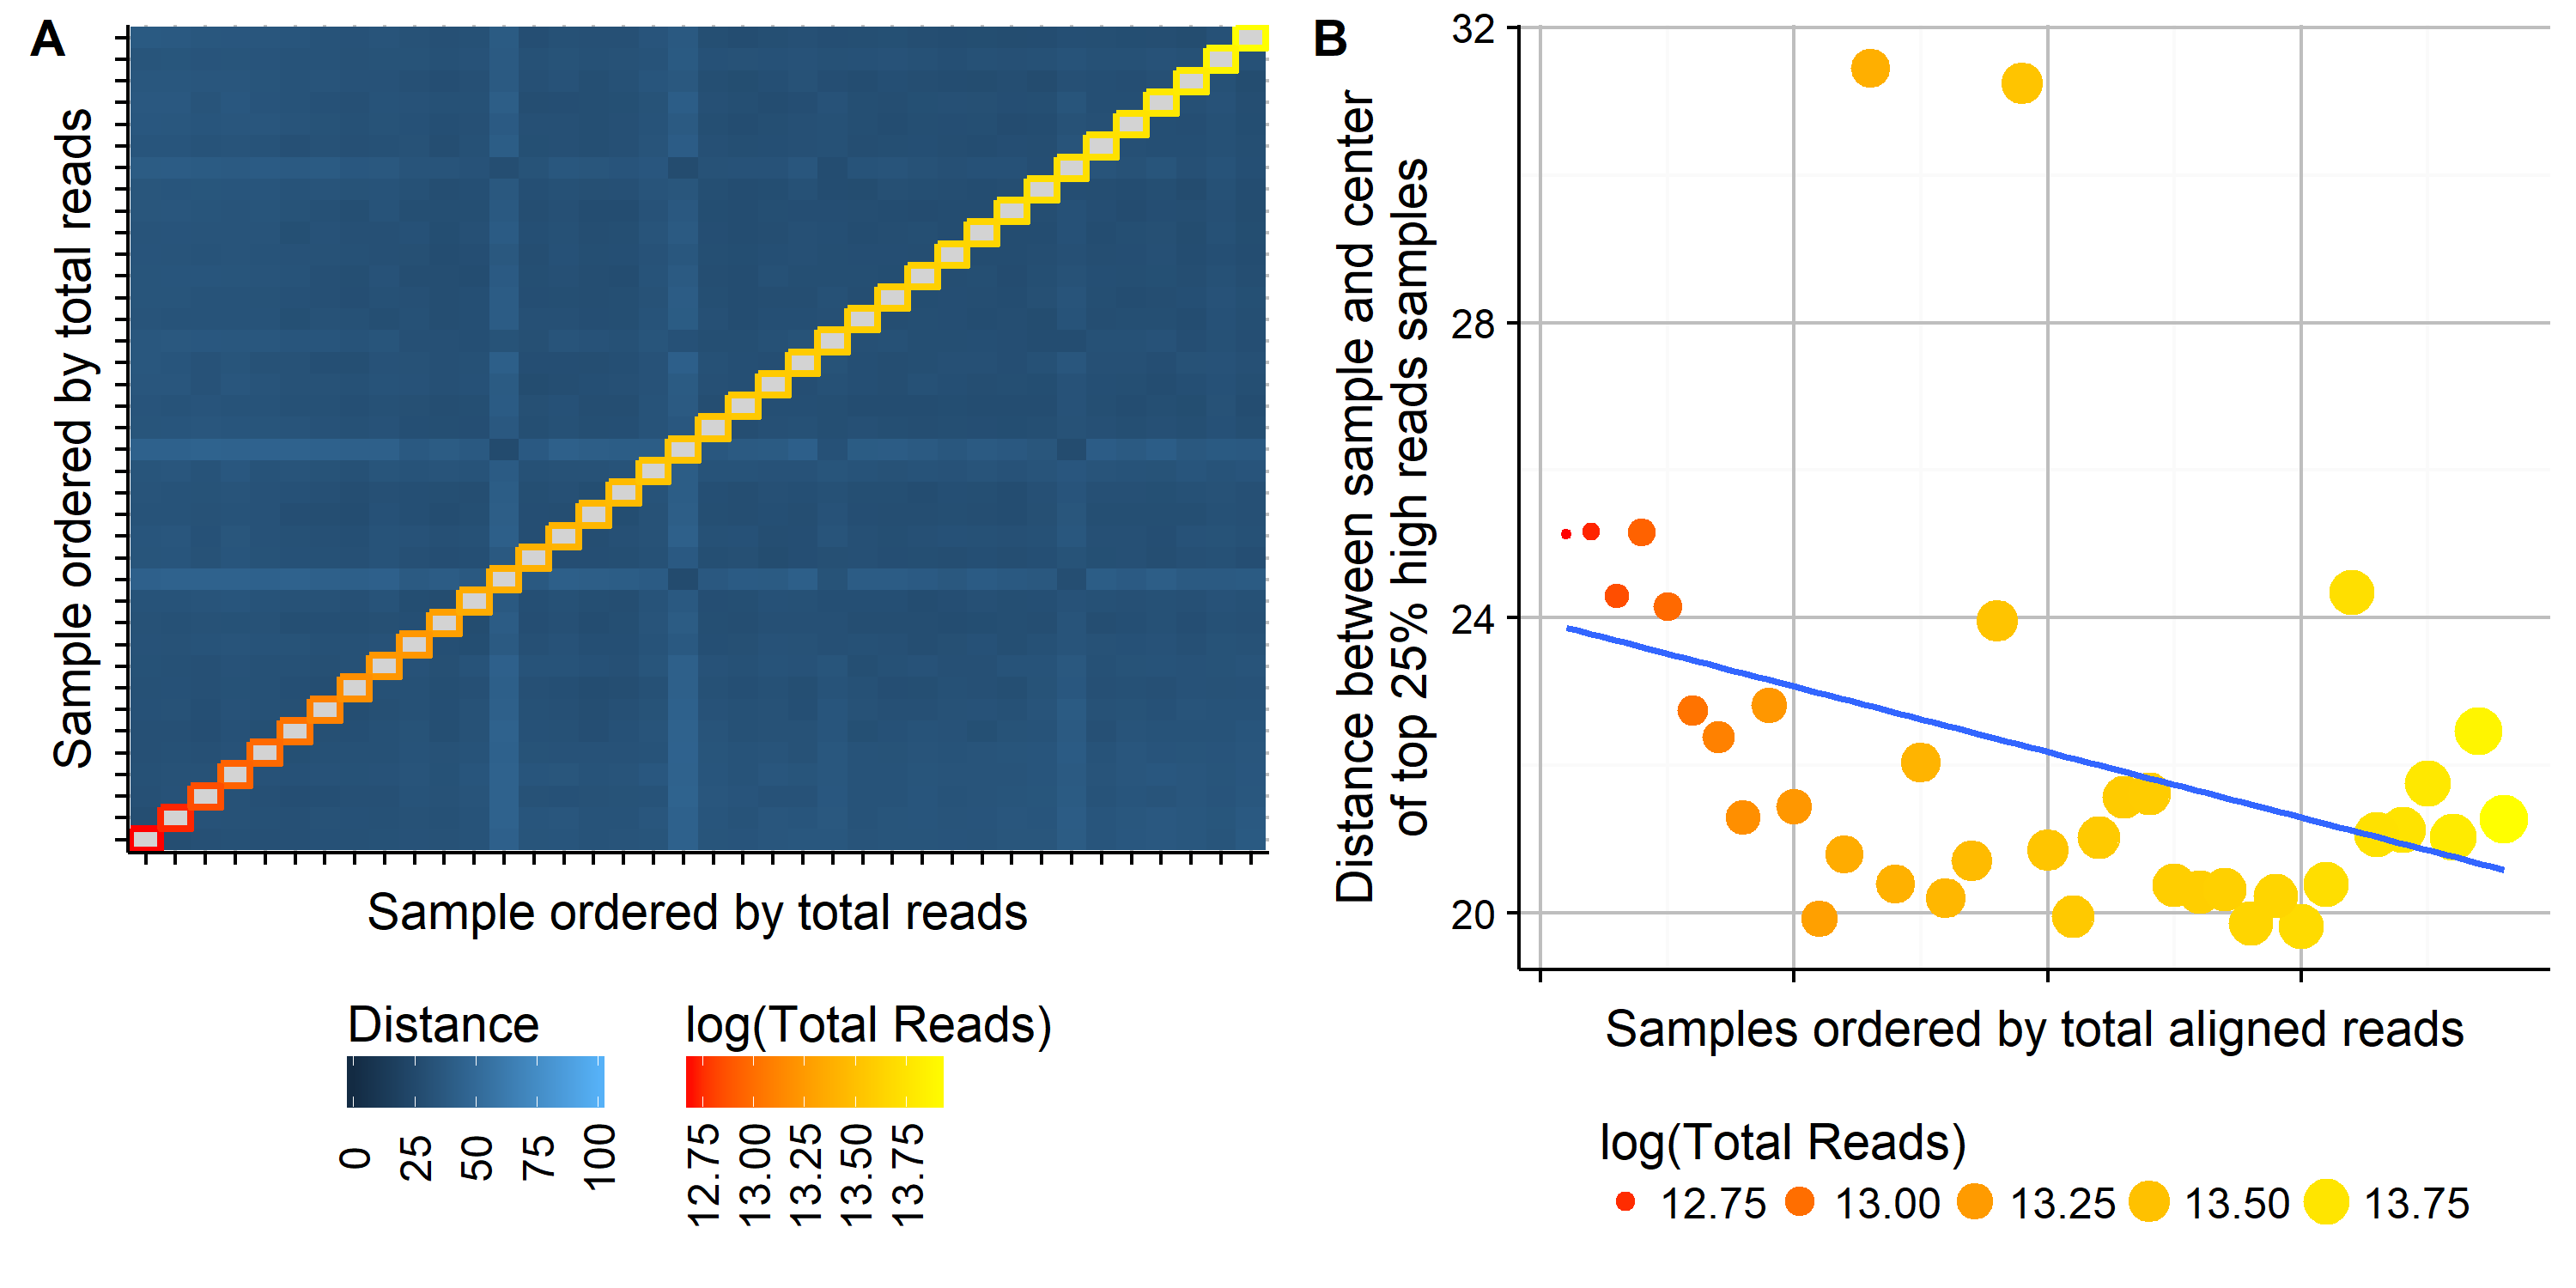 A
Sample ordered by total reads
Sample ordered by total reads
Distance
0
25
50
75
100
log(Total Reads)
12.75
13.00
13.25
13.50
13.75
B
Distance between sample and center
of top 25% high reads samples
32
28
24
20
Samples ordered by total aligned reads
log(Total Reads)
12.75 13.00 13.25 13.50 13.75